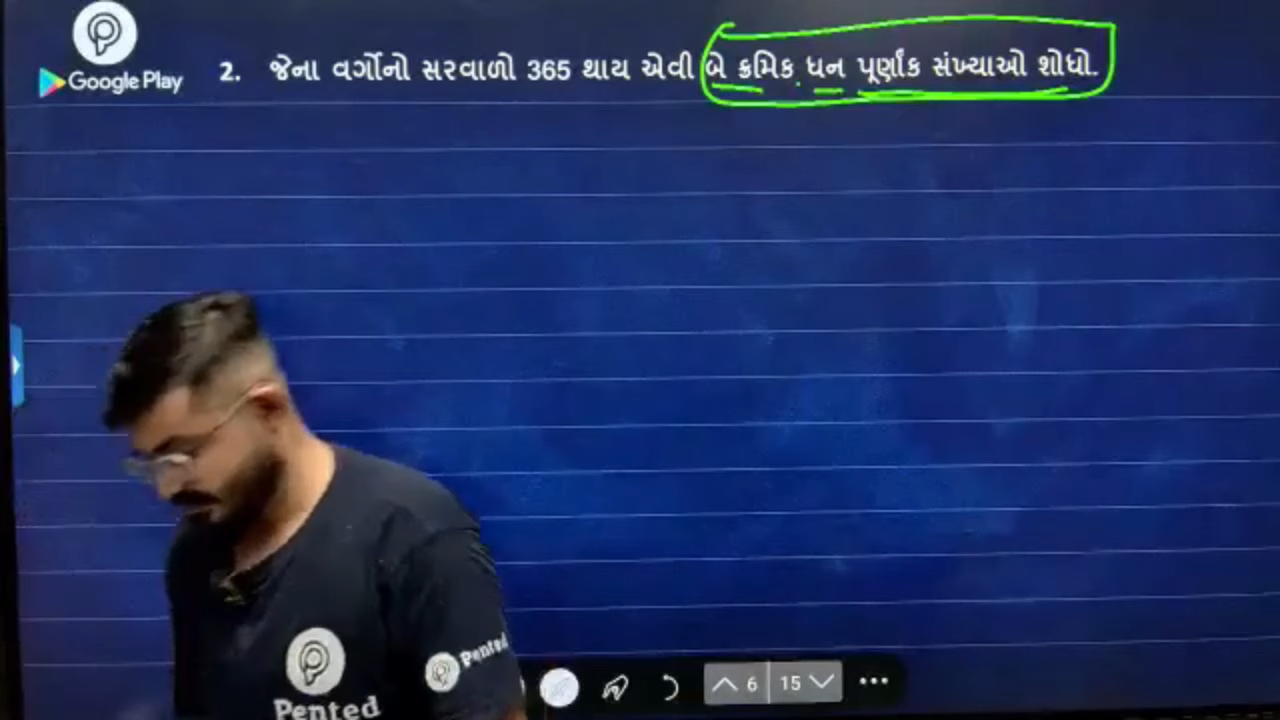 Google Play
2. જેના વર્ગોનો સરવાળો 365 થાય એવી બે ક્રમિક ધન પૂર્ણાંક સંખ્યાઓ શોધો.
Pented
Pented
6 15